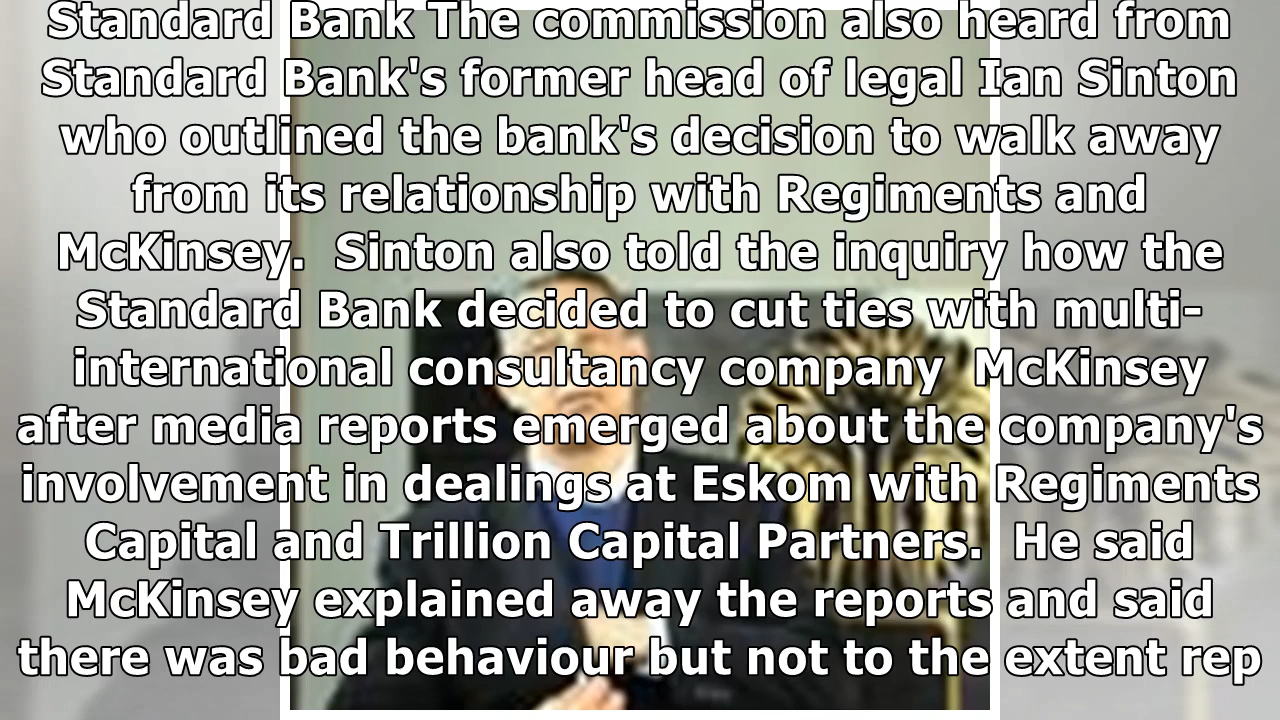 Standard Bank The commission also heard from
Standard Bank's former head of legal Ian Sinton
who outlined the bank's decision to walk away
from its relationship with Regiments and
McKinsey.  Sinton also told the inquiry how the
Standard Bank decided to cut ties with multi-
international consultancy company  McKinsey
after media reports emerged about the company's
involvement in dealings at Eskom with Regiments
Capital and Trillion Capital Partners.  He said
McKinsey explained away the reports and said
there was bad behaviour but not to the extent rep